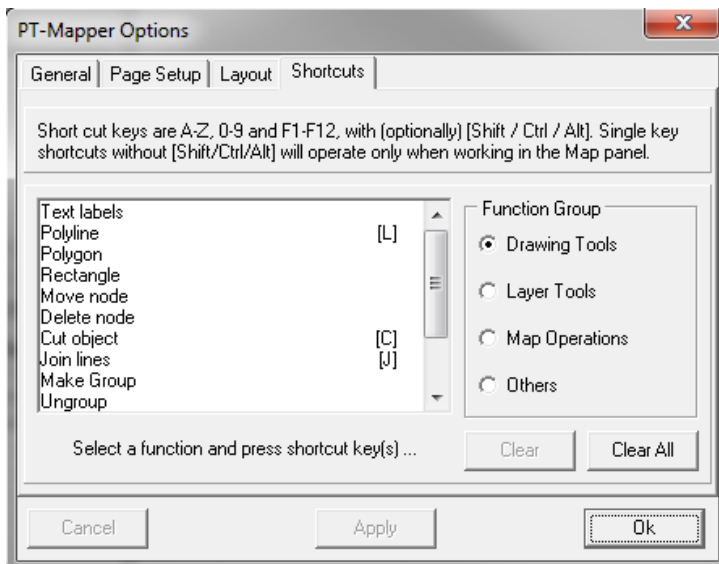 PT-Mapper Options
General
Page Setup
Layout
Shortcuts
Short cut keys are A-Z, 0-9 and F1-F12, with (optionally) [Shift / Ctrl / Alt]. Single key
shortcuts without [Shift/Ctrl/Alt] will operate only when working in the Map panel.
Text labels
Polyline [L]
Polygon
Rectangle
Move node
Delete node
Cut object [C]
Join lines [J]
Make Group
Ungroup
Function Group
Drawing Tools
Layer Tools
Map Operations
Others
Select a function and press shortcut key(s) ...
Clear
Clear All
Cancel
Apply
Ok